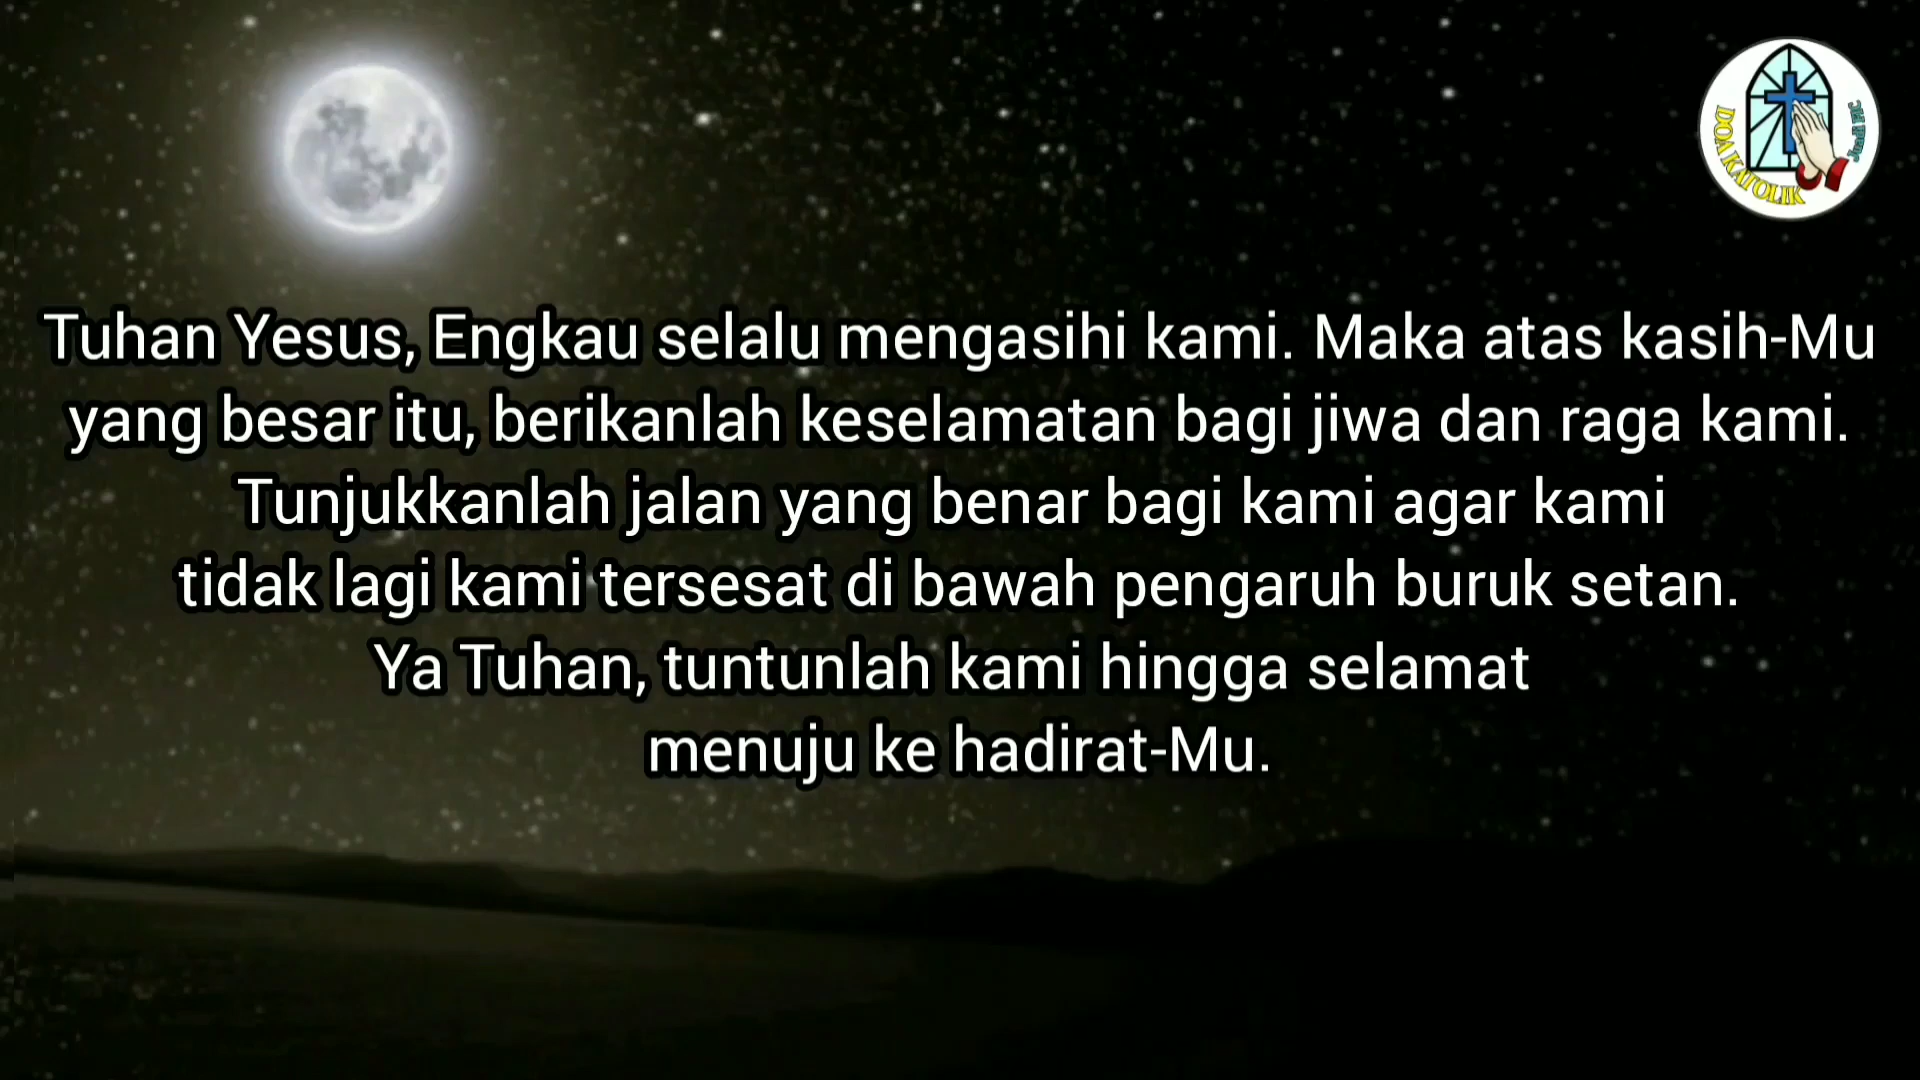 DOA KATOLIK
Tuhan Yesus, Engkau selalu mengasihi kami. Maka atas kasih-Mu
yang besar itu, berikanlah keselamatan bagi jiwa dan raga kami.
Tunjukkanlah jalan yang benar bagi kami agar kami
tidak lagi kami tersesat di bawah pengaruh buruk setan.
Ya Tuhan, tuntunlah kami hingga selamat
menuju ke hadirat-Mu.